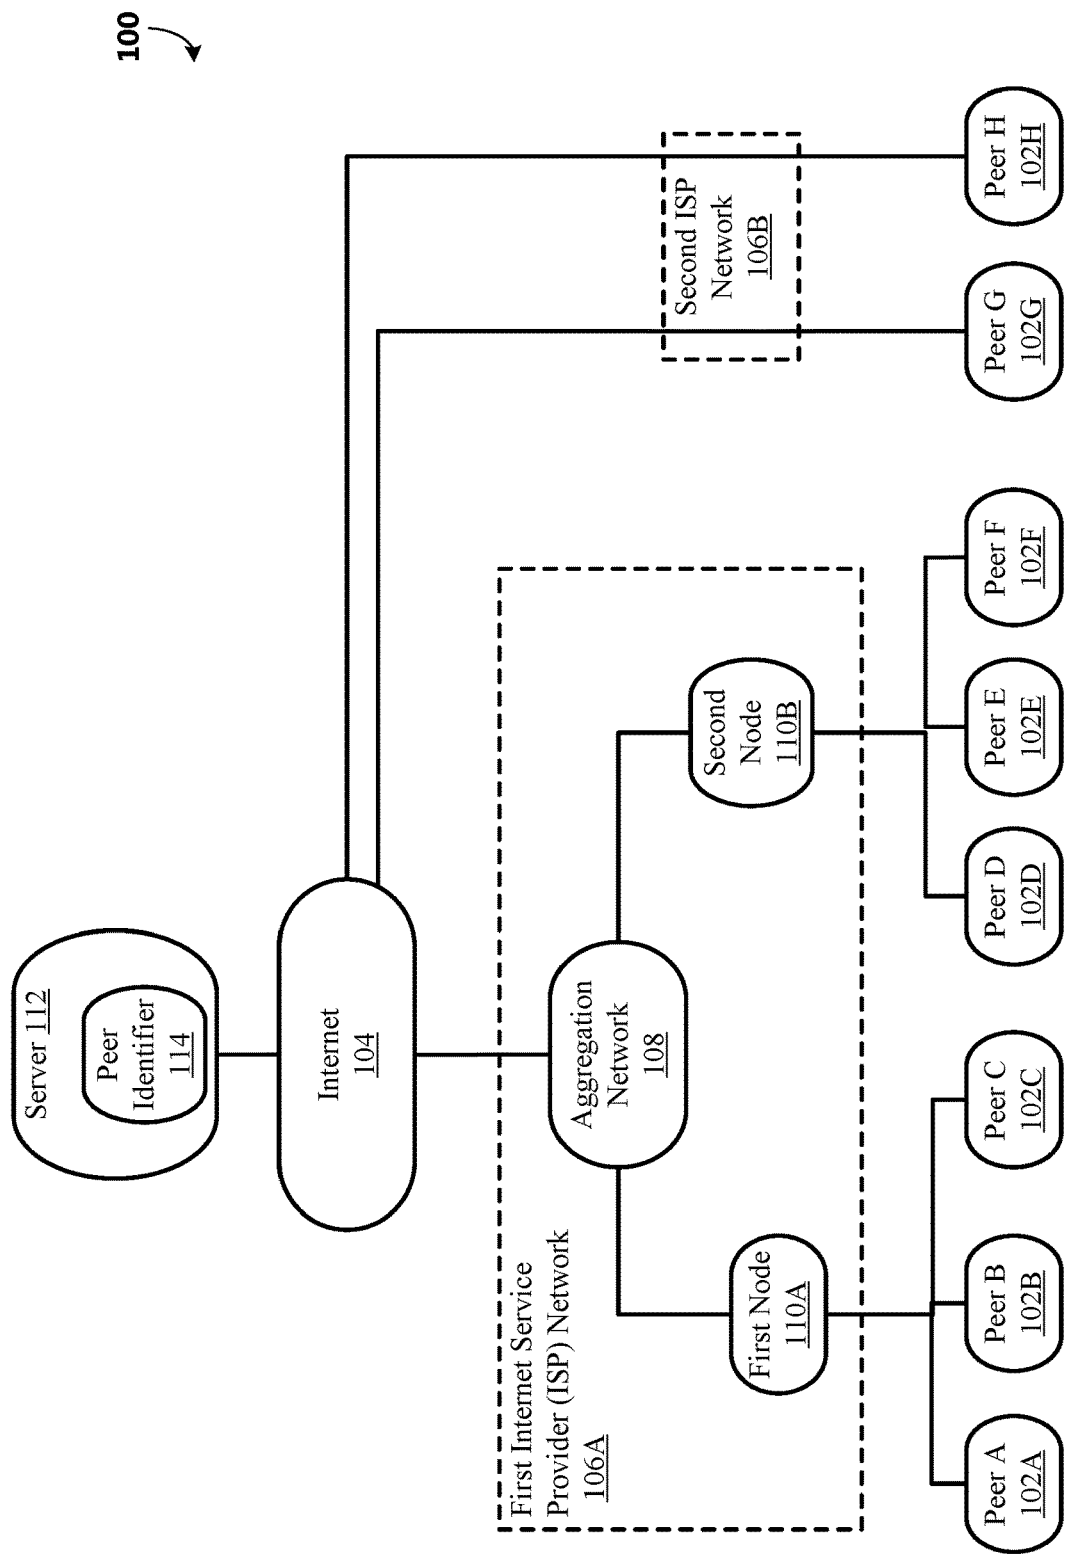 100
Server 112
Peer
Identifier
114
Internet
104
First Internet Service
Provider (ISP) Network
106A
Aggregation
Network
108
Second ISP
Network
106B
First Node
110A
Second
Node
110B
Peer A
102A
Peer B
102B
Peer C
102C
Peer D
102D
Peer E
102E
Peer F
102F
Peer G
102G
Peer H
102H